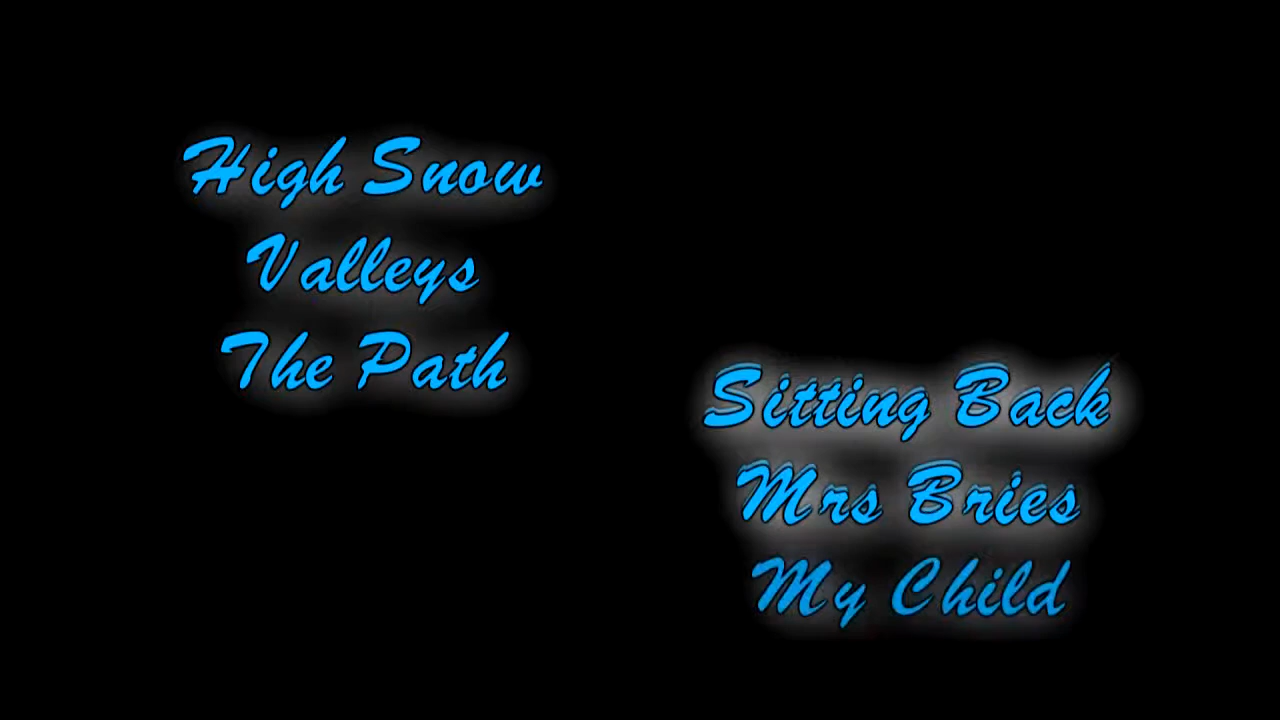 High Snow
Valleys
The Path
Sitting Back
Mrs Bries
My Child